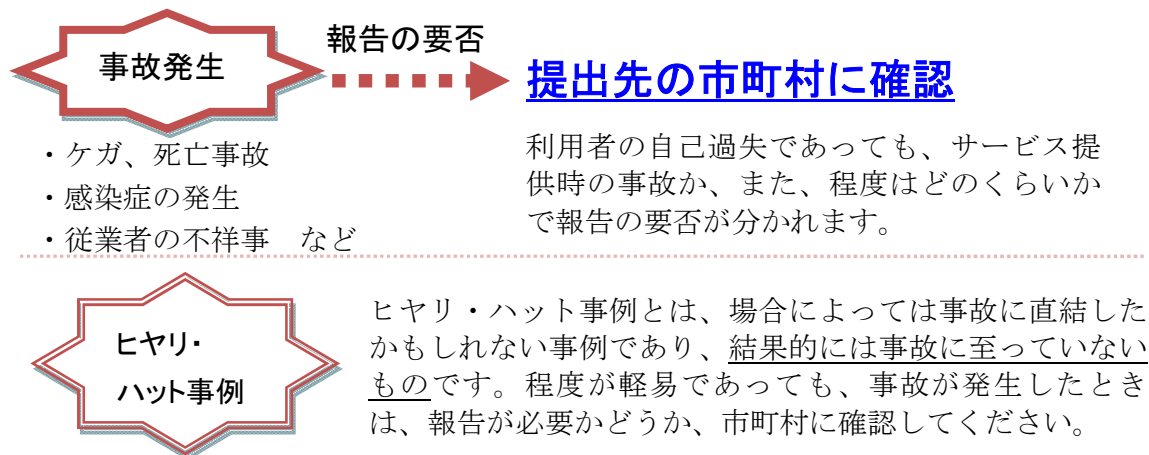 事故発生
報告の要否
提出先の市町村に確認
・ケガ、死亡事故
・感染症の発生
・従業者の不祥事　など
利用者の自己過失であっても、サービス提
供時の事故か、また、程度はどのくらいか
で報告の要否が分かれます。
ヒヤリ・
ハット事例
ヒヤリ・ハット事例とは、場合によっては事故に直結した
かもしれない事例であり、結果的には事故に至っていない
ものです。程度が軽易であっても、事故が発生したとき
は、報告が必要かどうか、市町村に確認してください。